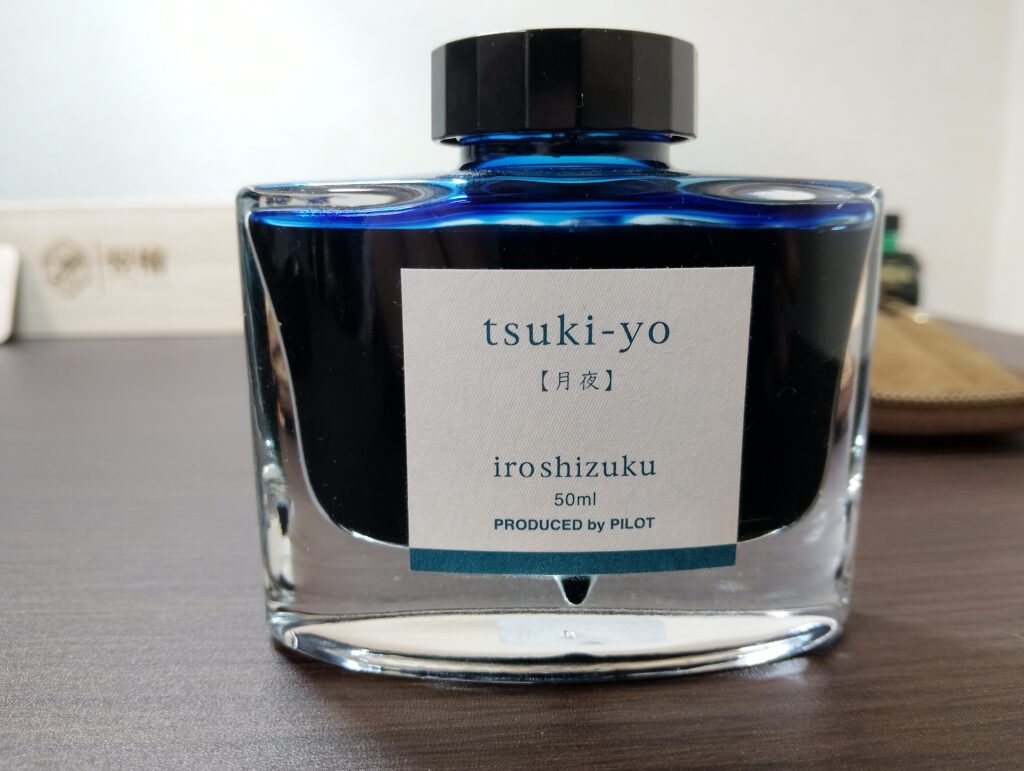 tsuki-yo
【月夜】
iroshizuku
50ml
PRODUCED by PILOT